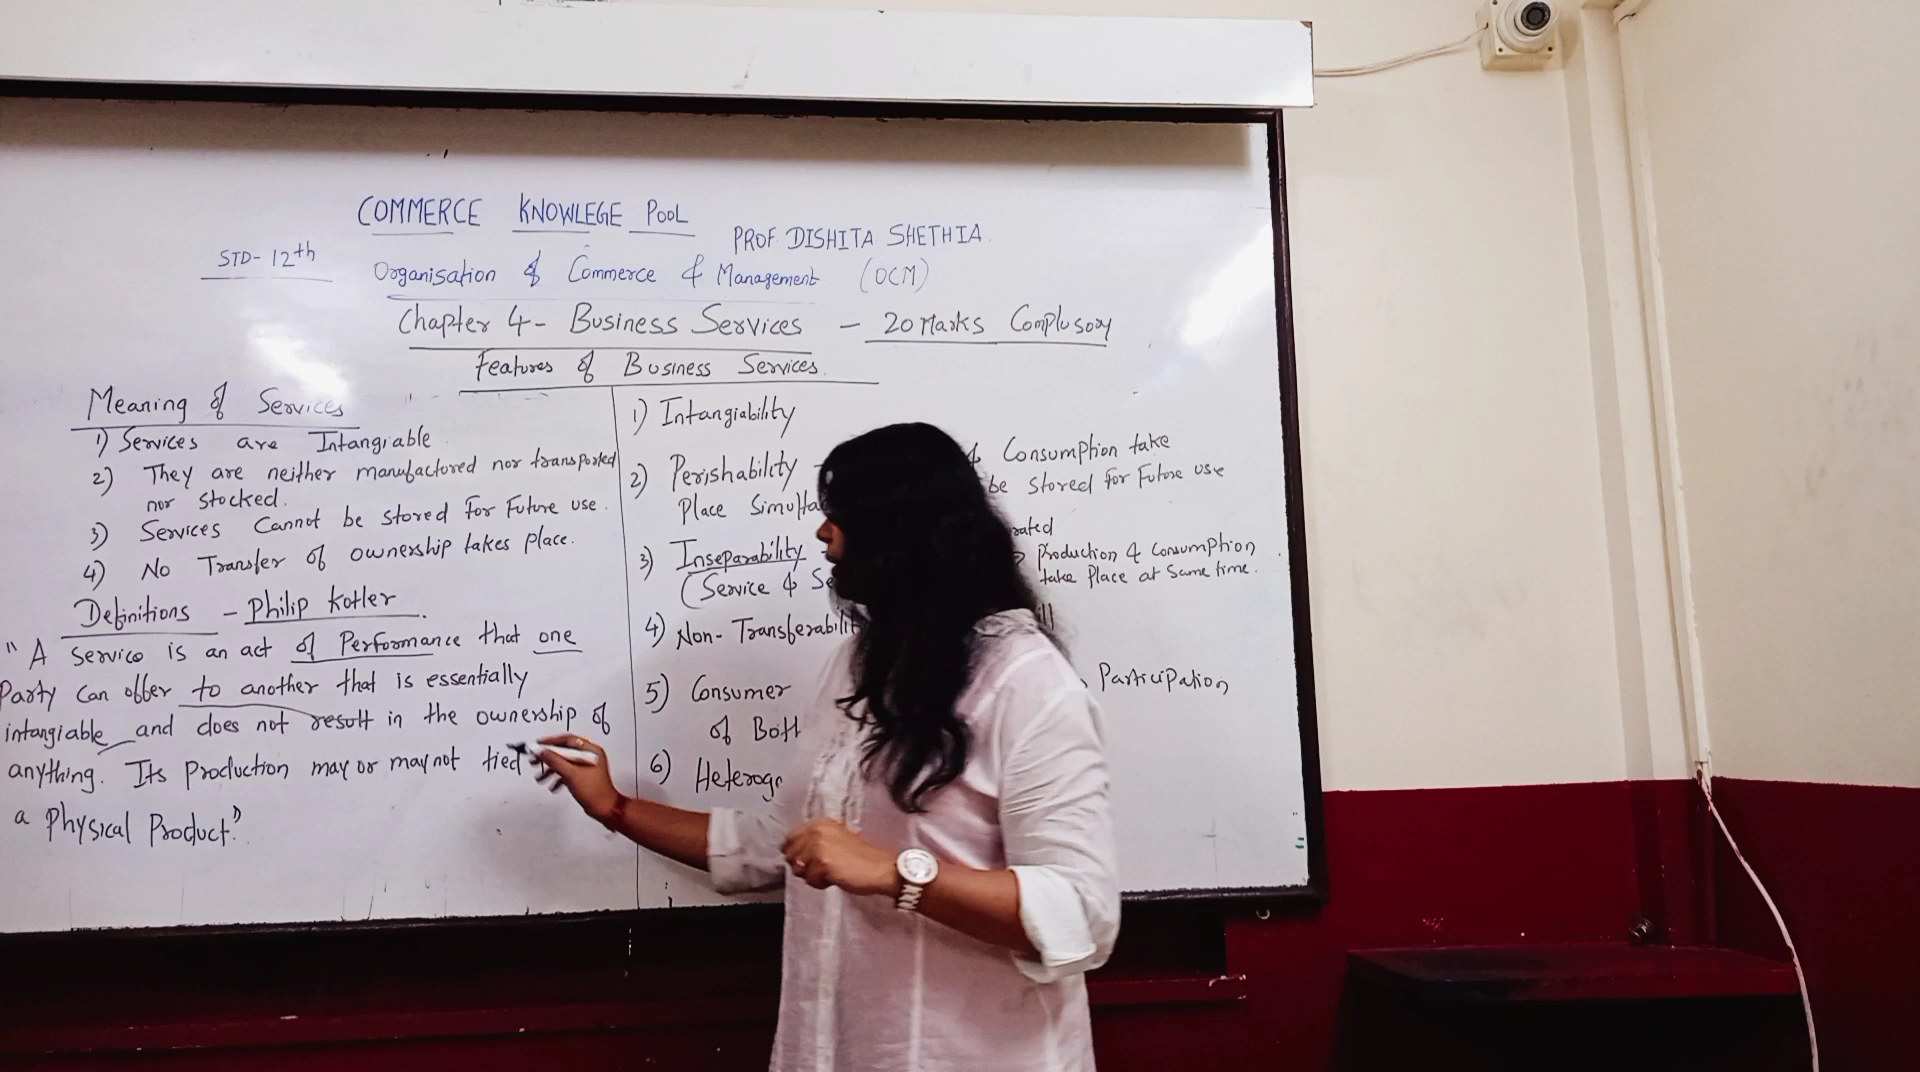 COMMERCE KNOWLEGE POOL
PROF. DISHITA SHETHIA
STD- 12th
Organisation of Commerce & Management (OCM)
Chapter 4 - Business Services - 20 Marks Complusory
Features of Business Services.
Meaning of Services
1) Services are Intangiable
2) They are neither manufactored nor transported
nor stocked.
3) Services Cannot be stored For Future use.
4) No Transfer of ownership takes place.
Definitions - Philip Kotler
"A Service is an act of Performance that one
Party can offer to another that is essentially
intangiable and does not result in the ownership of
anything. Its Production may or may not tied
a Physical Product."
1) Intangiability
2) Perishability & Consumption take
Place be stored For Future use
3) Inseparability
Production & Consumption
(Service & take Place at Same time.
4) Non-Transferability
5) Consumer Participation
of
6)